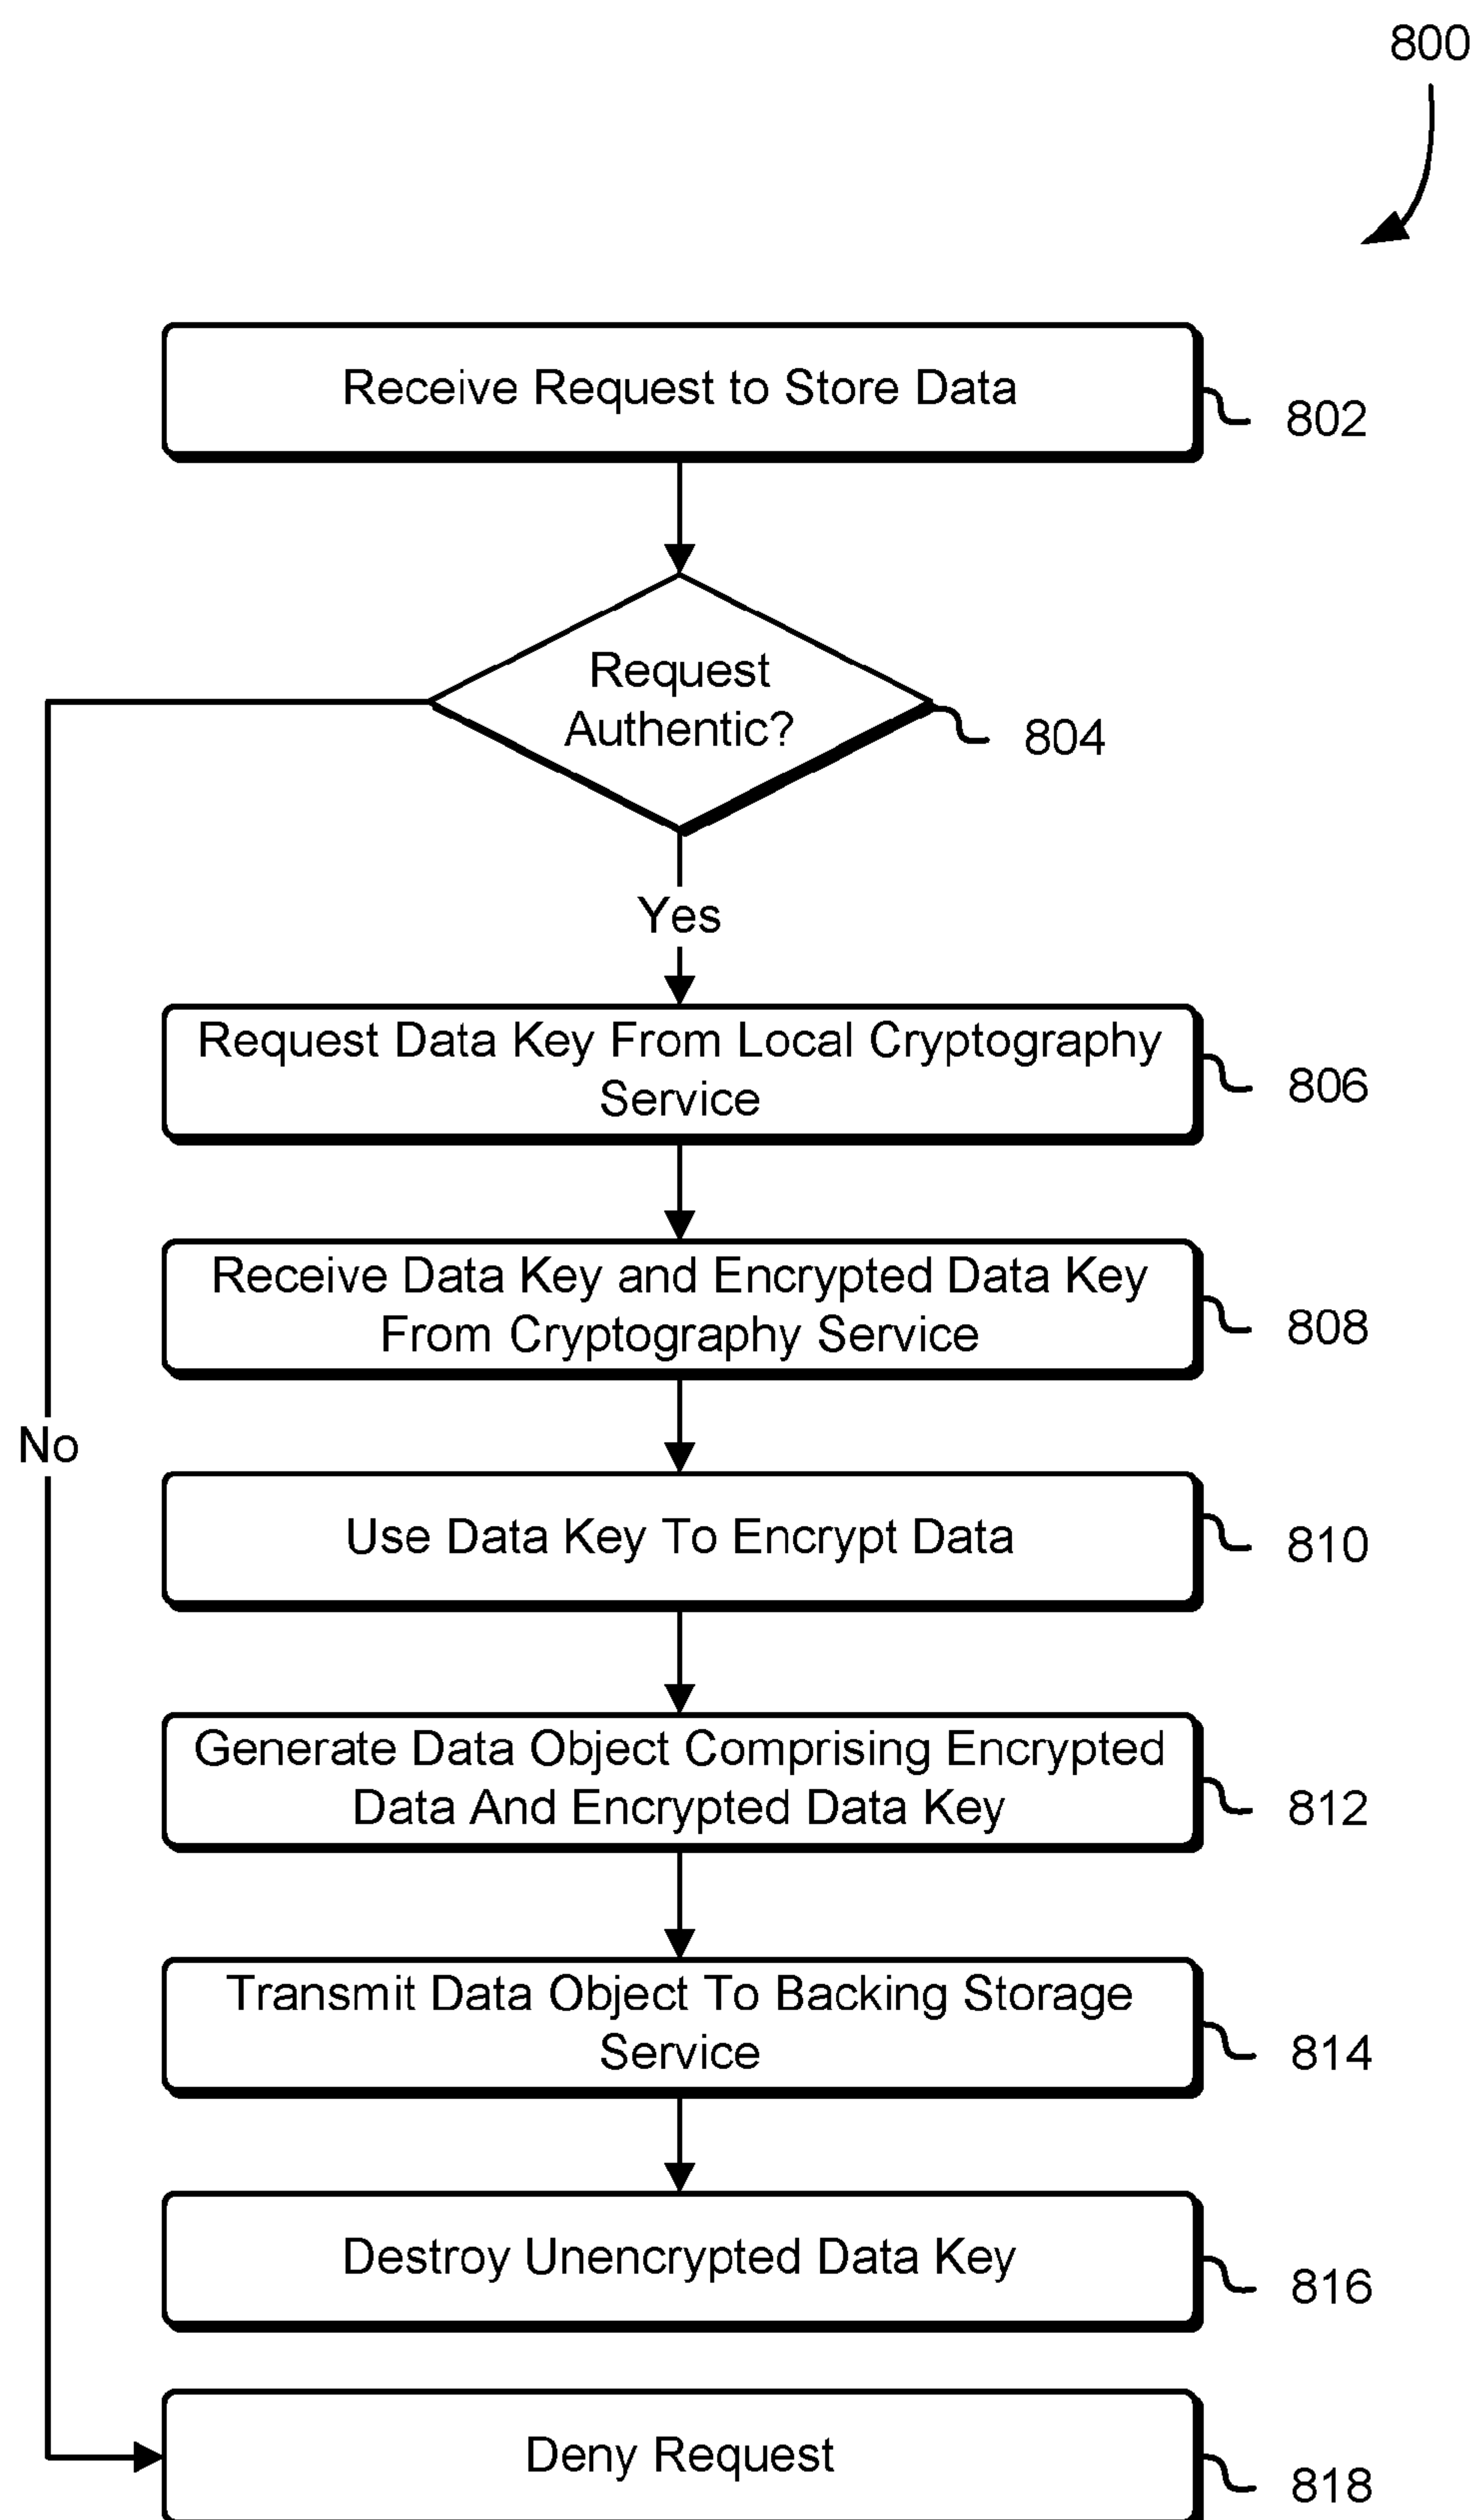 800
Receive Request to Store Data
802
Request
Authentic?
804
Yes
Request Data Key From Local Cryptography
Service
806
Receive Data Key and Encrypted Data Key
From Cryptography Service
808
No
Use Data Key To Encrypt Data
810
Generate Data Object Comprising Encrypted
Data And Encrypted Data Key
812
Transmit Data Object To Backing Storage
Service
814
Destroy Unencrypted Data Key
816
Deny Request
818